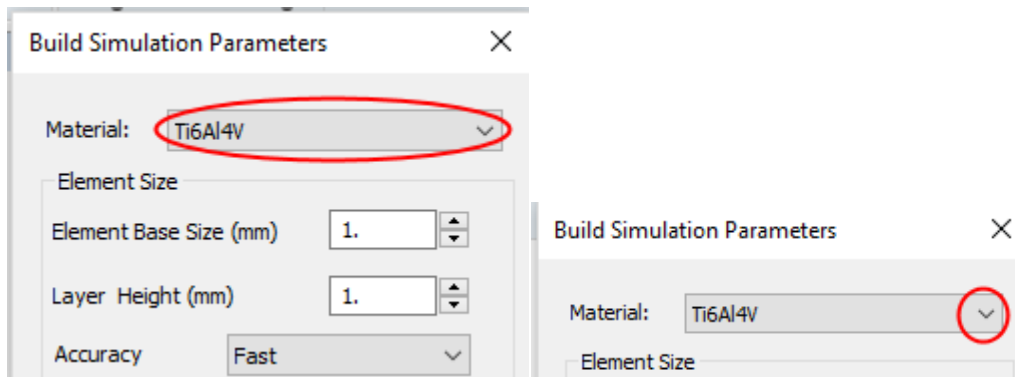 Build Simulation Parameters
Material: Ti6Al4V
Element Size
Element Base Size (mm) 1.
Layer Height (mm) 1.
Accuracy Fast
Build Simulation Parameters
Material: Ti6Al4V
Element Size